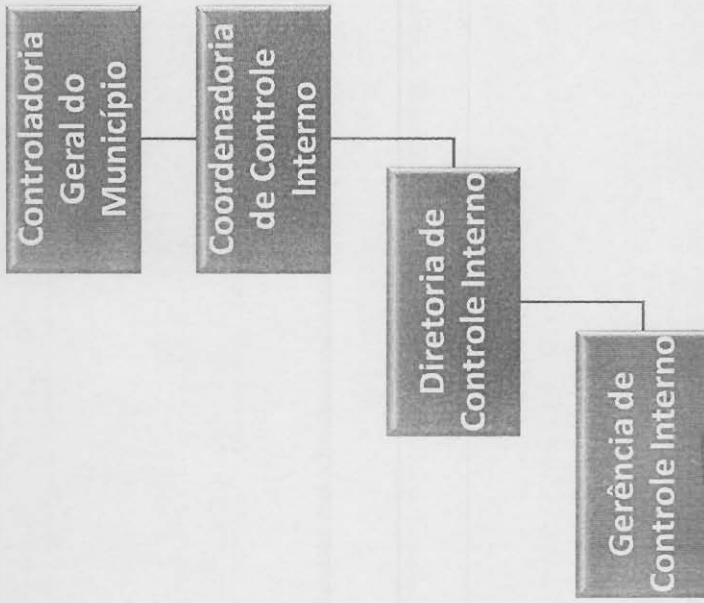 Controladoria
Geral do
Município
Coordenadoria
de Controle
Interno
Diretoria de
Controle Interno
Gerência de
Controle Interno